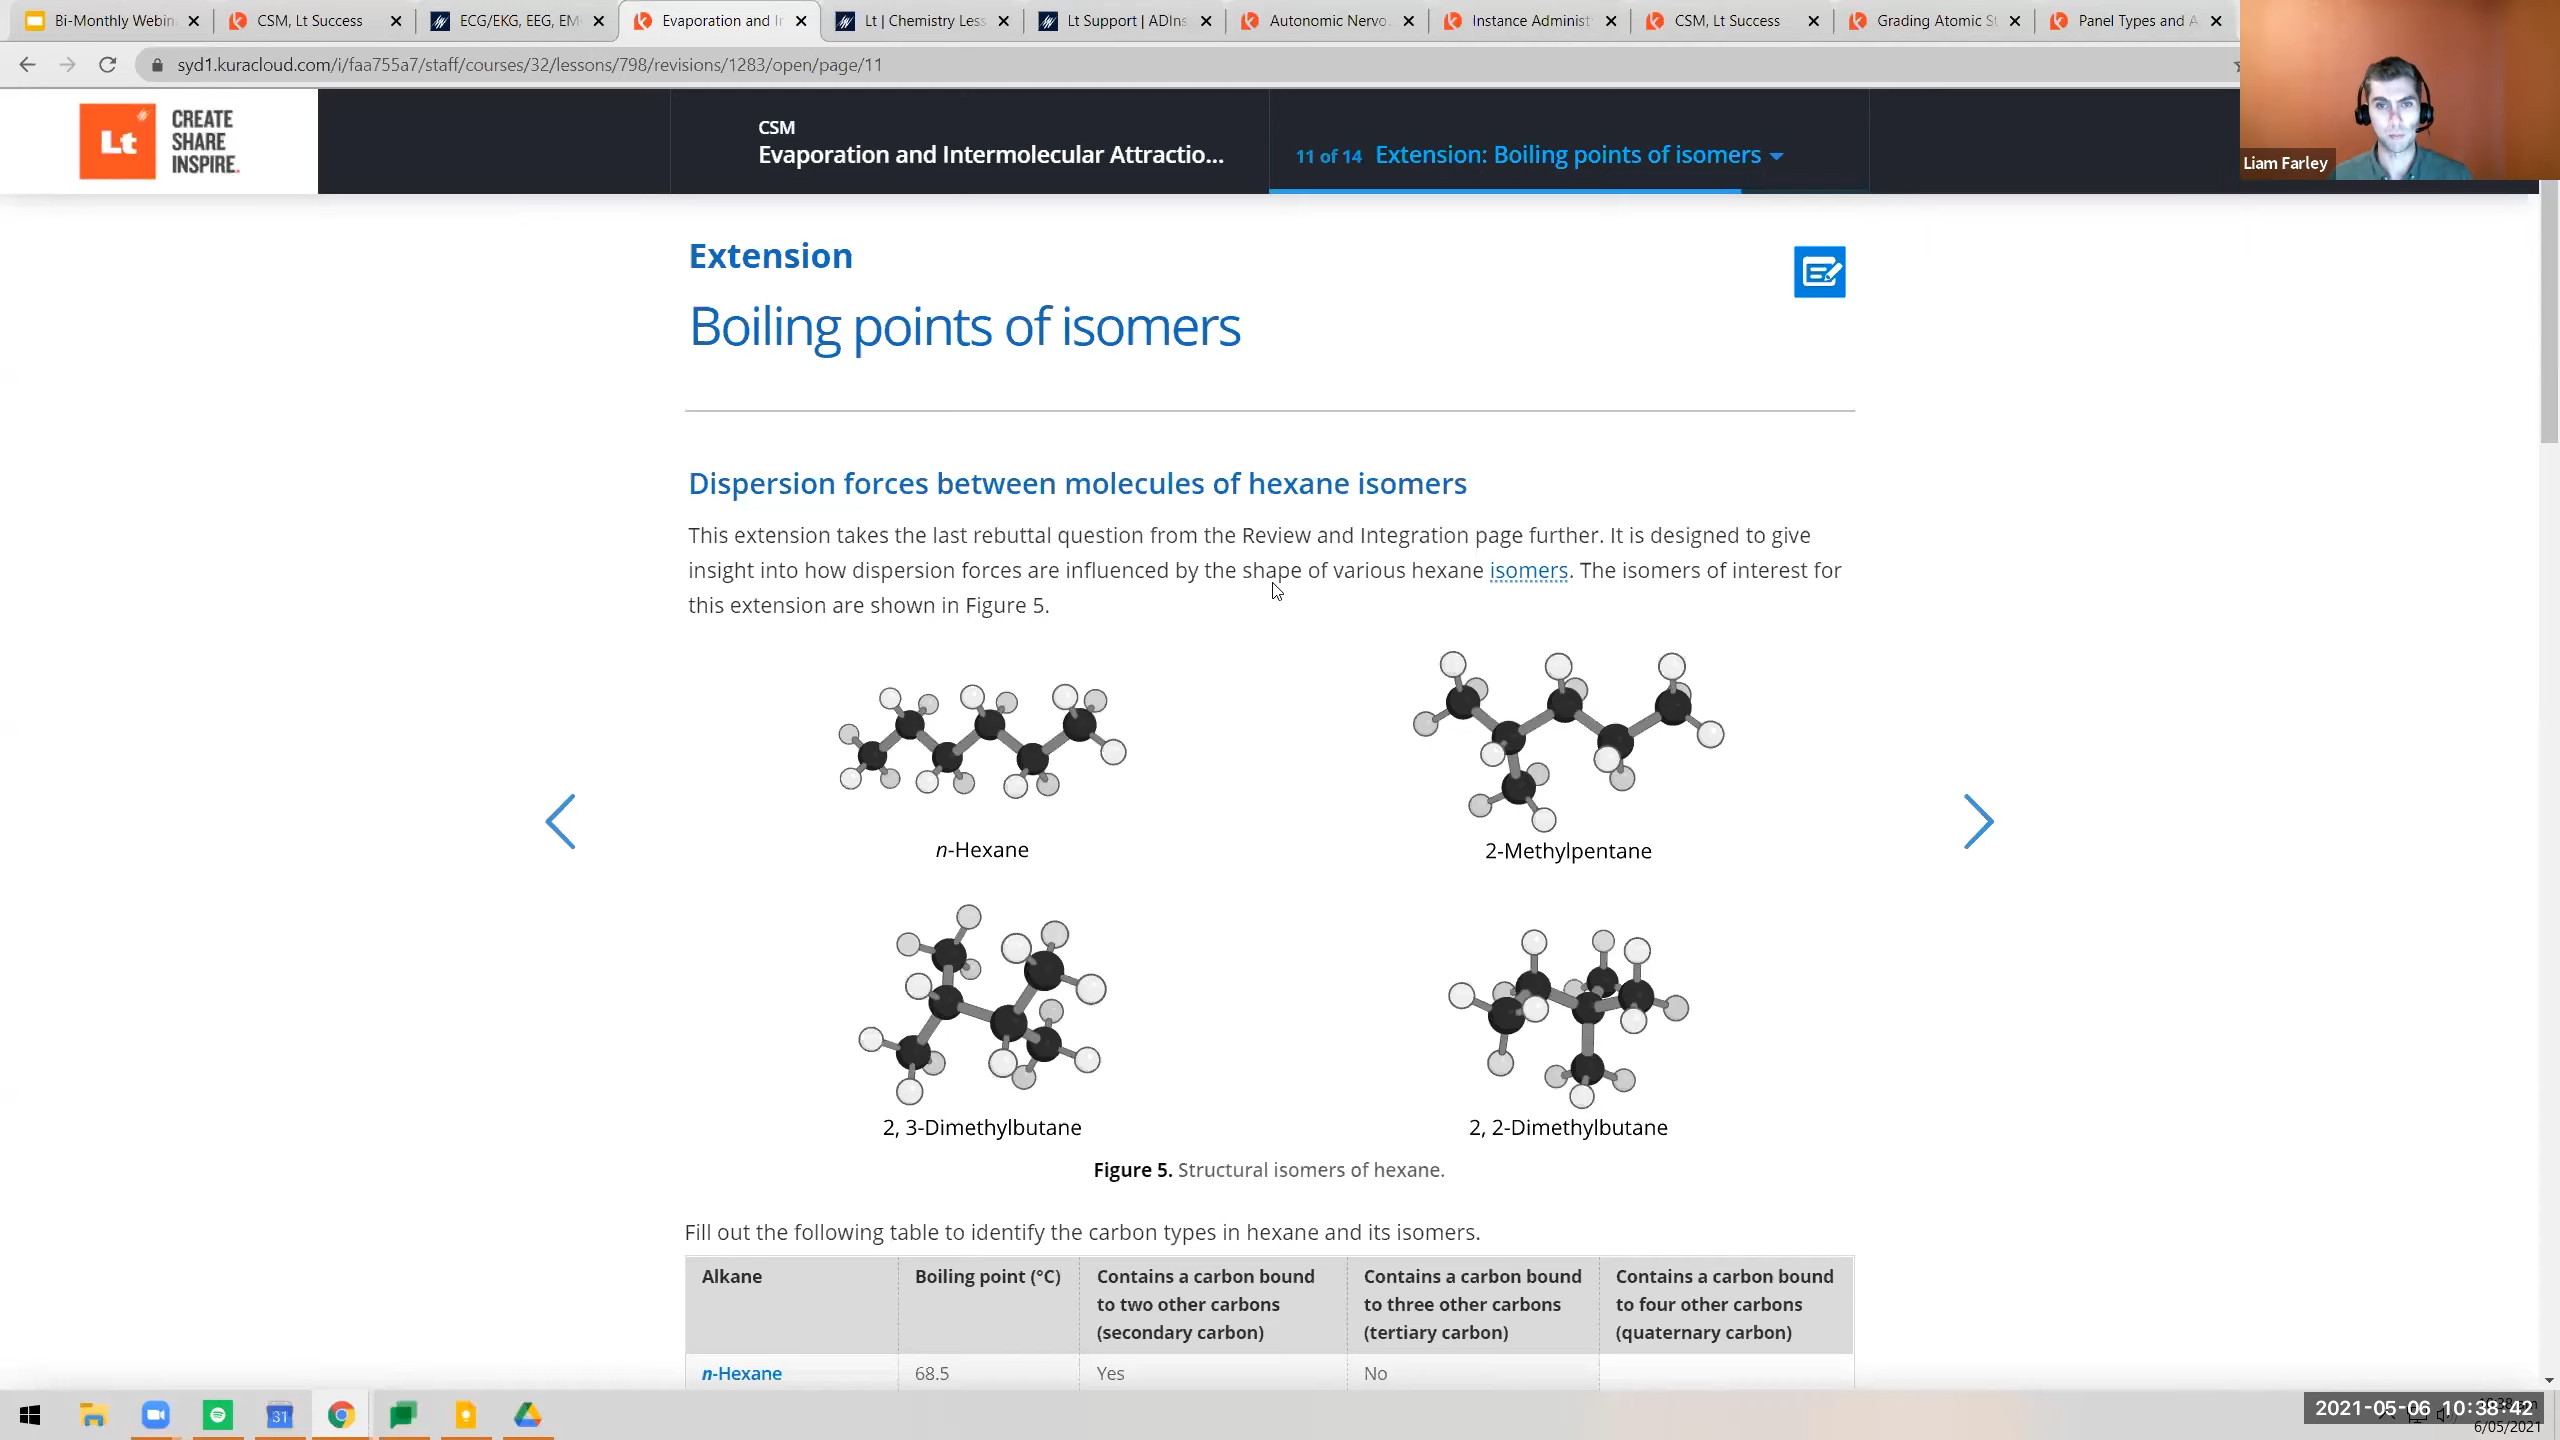 Bi-Monthly Webin
CSM, Lt Success
ECG/EKG, EEG, EM
Evaporation and Ir
Lt | Chemistry Less
Lt Support | ADIns
Autonomic Nervo
Instance Administ
CSM, Lt Success
Grading Atomic St
Panel Types and A
syd1.kuracloud.com/i/faa755a7/staff/courses/32/lessons/798/revisions/1283/open/page/11
Lt
CREATE
SHARE
INSPIRE.
CSM
Evaporation and Intermolecular Attractio...
11 of 14 Extension: Boiling points of isomers
Liam Farley
Extension
Boiling points of isomers
Dispersion forces between molecules of hexane isomers
This extension takes the last rebuttal question from the Review and Integration page further. It is designed to give
insight into how dispersion forces are influenced by the shape of various hexane isomers. The isomers of interest for
this extension are shown in Figure 5.
n-Hexane
2-Methylpentane
2, 3-Dimethylbutane
2, 2-Dimethylbutane
Figure 5. Structural isomers of hexane.
Fill out the following table to identify the carbon types in hexane and its isomers.
Alkane
Boiling point (°C)
Contains a carbon bound
to two other carbons
(secondary carbon)
Contains a carbon bound
to three other carbons
(tertiary carbon)
Contains a carbon bound
to four other carbons
(quaternary carbon)
n-Hexane
68.5
Yes
No
31
2021-05-06 10:38:42
6/05/2021